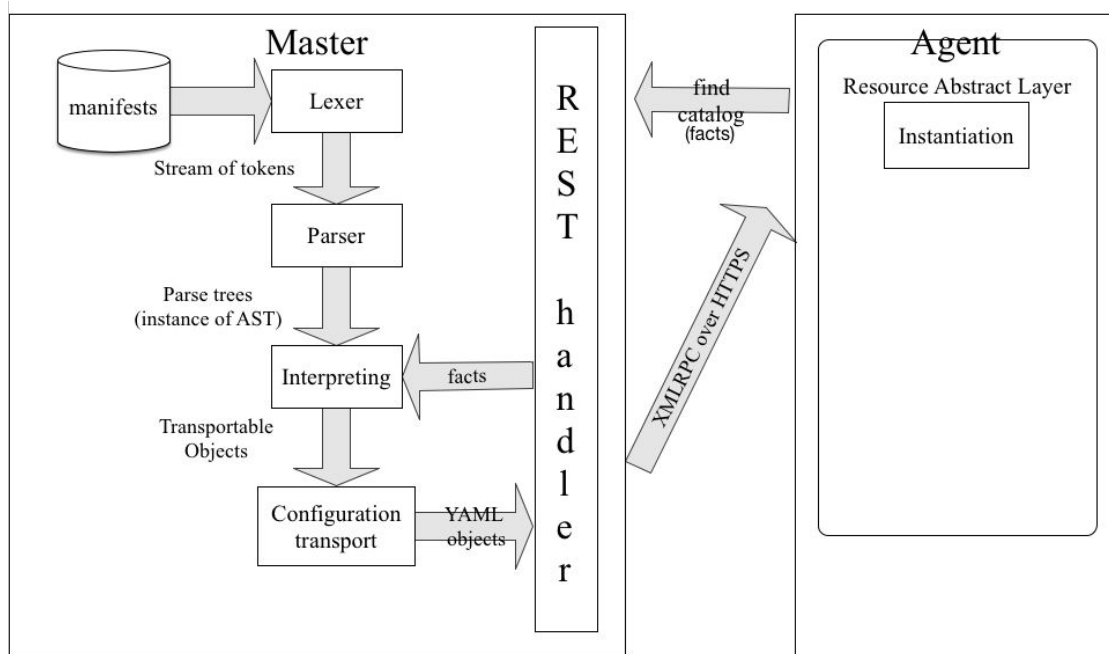 Master
manifests
Lexer
Stream of tokens
Parser
Parse trees
(instance of AST)
Interpreting
facts
Transportable
Objects
Configuration
transport
YAML
objects
R
E
S
T
h
a
n
d
l
e
r
find
catalog
(facts)
XMLRPC over HTTPS
Agent
Resource Abstract Layer
Instantiation